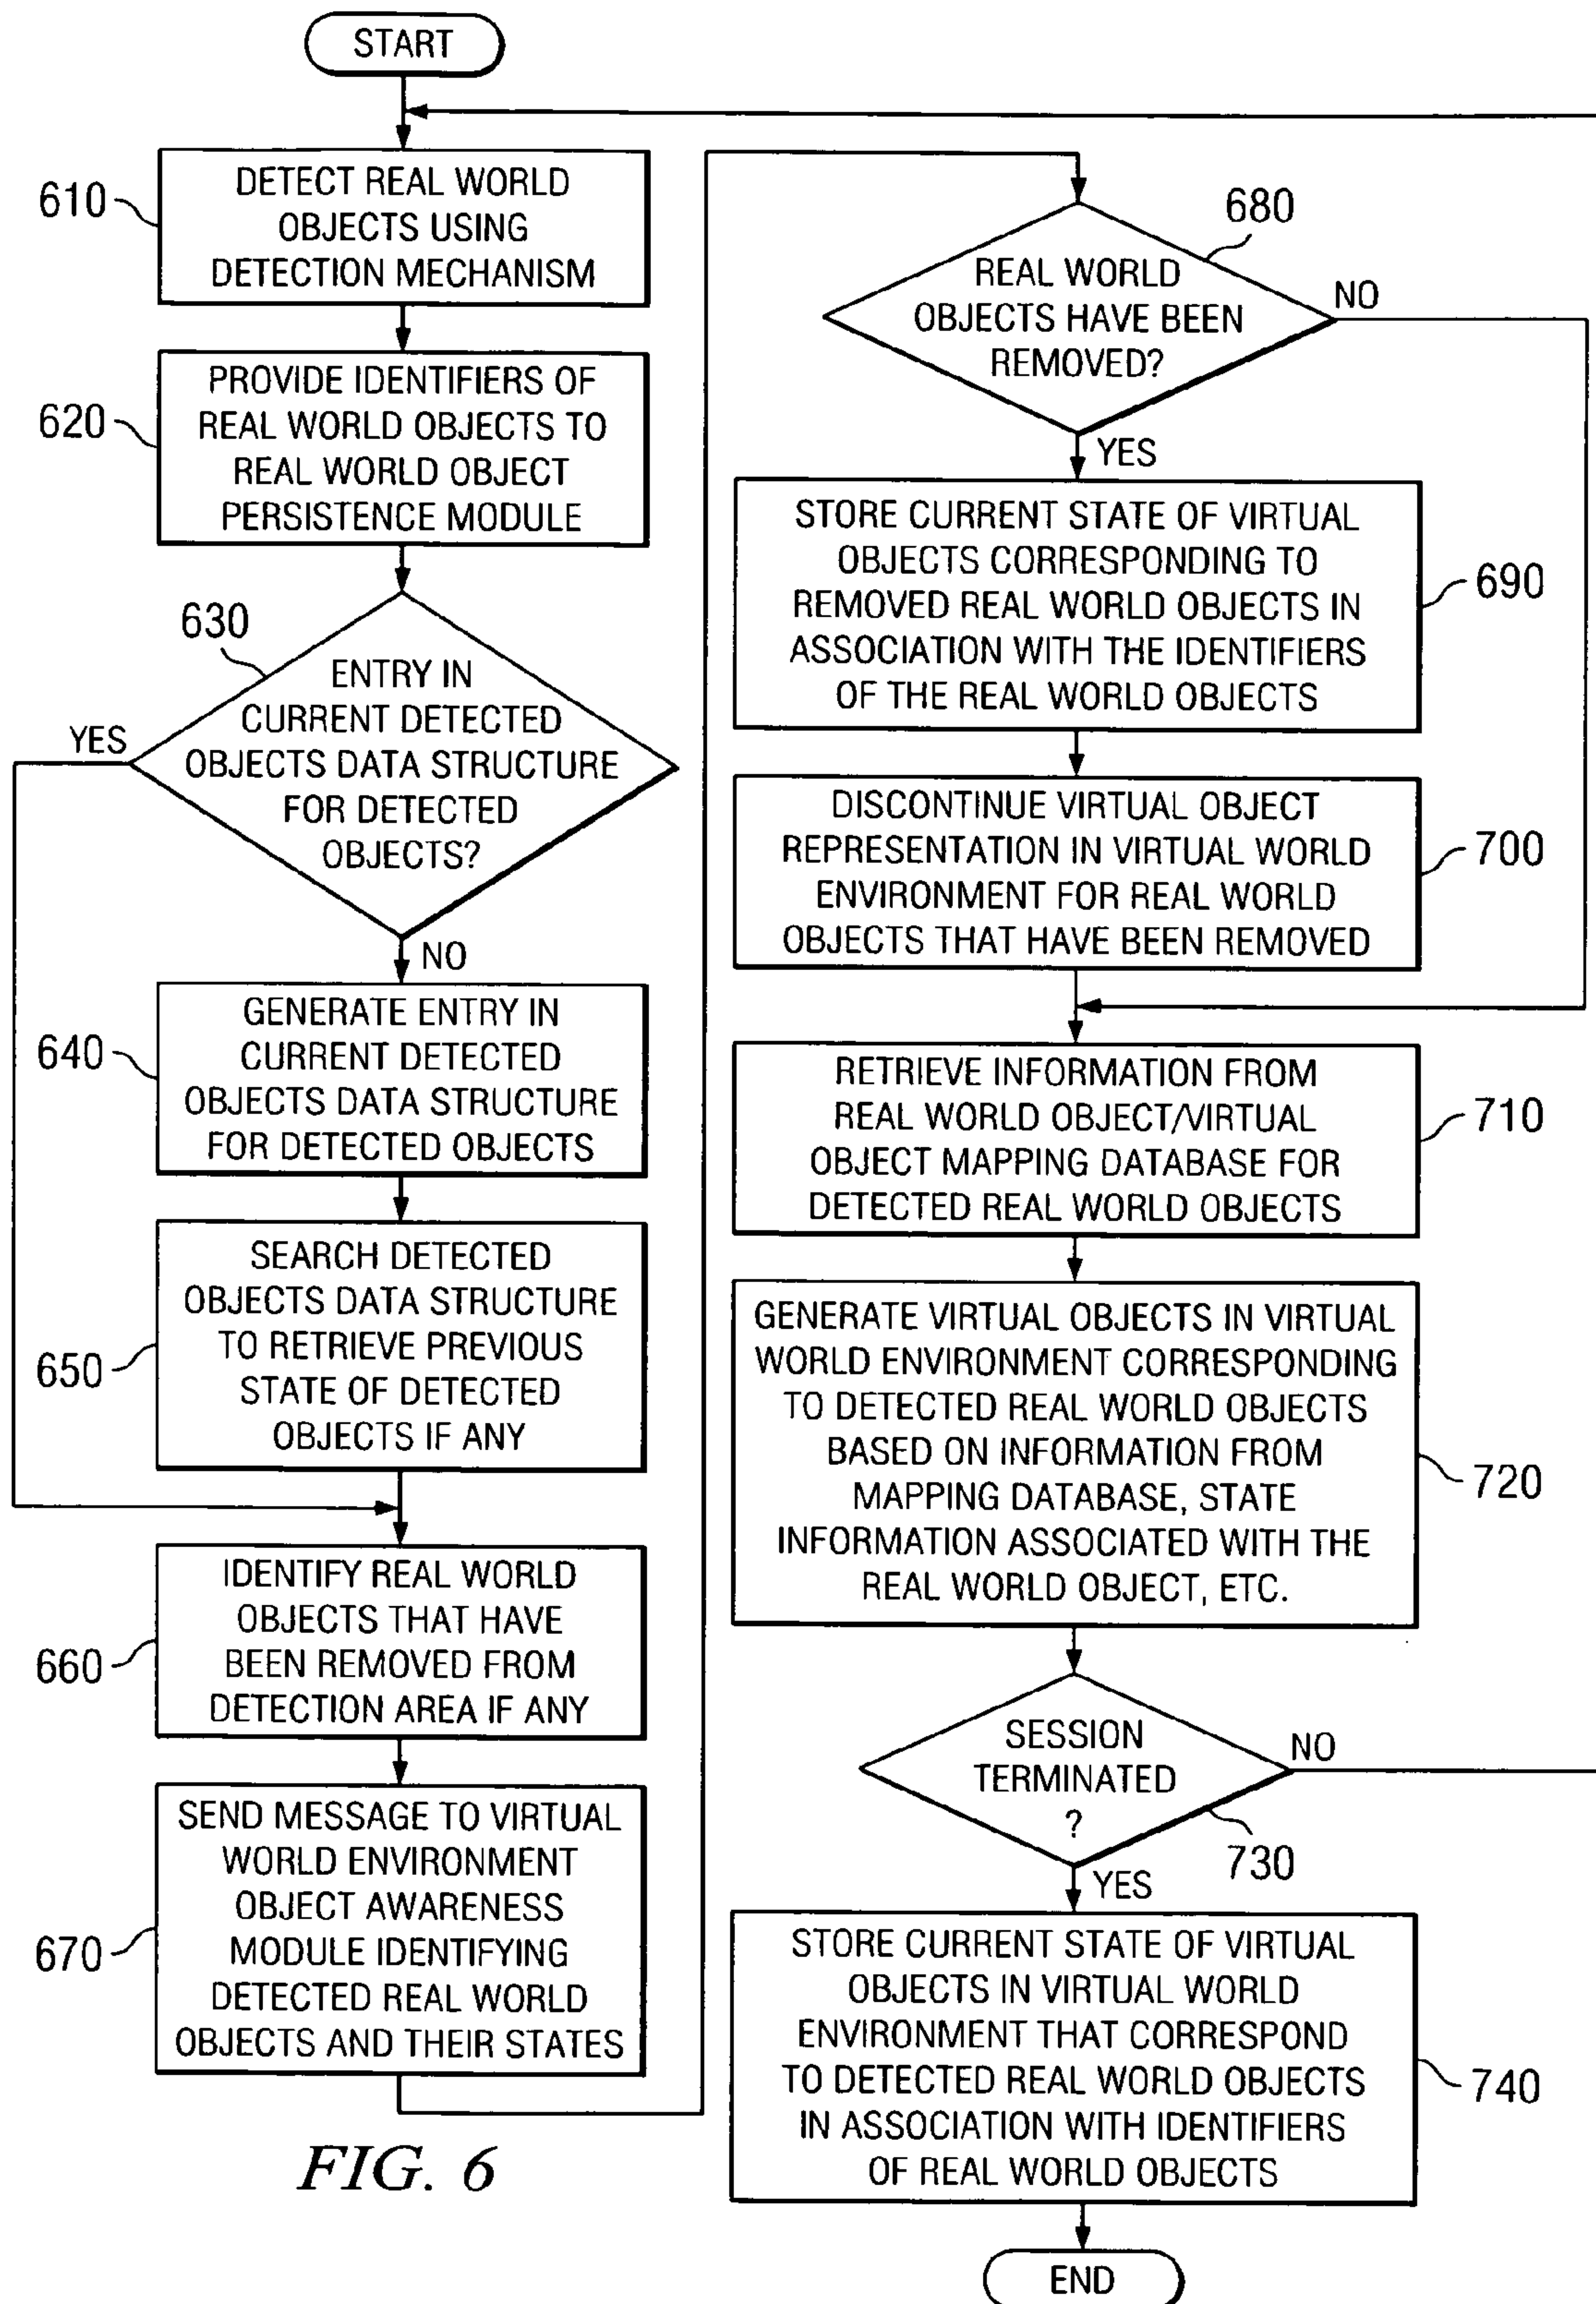 START
610
DETECT REAL WORLD
OBJECTS USING
DETECTION MECHANISM
620
PROVIDE IDENTIFIERS OF
REAL WORLD OBJECTS TO
REAL WORLD OBJECT
PERSISTENCE MODULE
630
ENTRY IN
CURRENT DETECTED
OBJECTS DATA STRUCTURE
FOR DETECTED
OBJECTS?
YES
NO
640
GENERATE ENTRY IN
CURRENT DETECTED
OBJECTS DATA STRUCTURE
FOR DETECTED OBJECTS
650
SEARCH DETECTED
OBJECTS DATA STRUCTURE
TO RETRIEVE PREVIOUS
STATE OF DETECTED
OBJECTS IF ANY
660
IDENTIFY REAL WORLD
OBJECTS THAT HAVE
BEEN REMOVED FROM
DETECTION AREA IF ANY
670
SEND MESSAGE TO VIRTUAL
WORLD ENVIRONMENT
OBJECT AWARENESS
MODULE IDENTIFYING
DETECTED REAL WORLD
OBJECTS AND THEIR STATES
680
REAL WORLD
OBJECTS HAVE BEEN
REMOVED?
NO
YES
STORE CURRENT STATE OF VIRTUAL
OBJECTS CORRESPONDING TO
REMOVED REAL WORLD OBJECTS IN
ASSOCIATION WITH THE IDENTIFIERS
OF THE REAL WORLD OBJECTS
690
DISCONTINUE VIRTUAL OBJECT
REPRESENTATION IN VIRTUAL WORLD
ENVIRONMENT FOR REAL WORLD
OBJECTS THAT HAVE BEEN REMOVED
700
RETRIEVE INFORMATION FROM
REAL WORLD OBJECT/VIRTUAL
OBJECT MAPPING DATABASE FOR
DETECTED REAL WORLD OBJECTS
710
GENERATE VIRTUAL OBJECTS IN VIRTUAL
WORLD ENVIRONMENT CORRESPONDING
TO DETECTED REAL WORLD OBJECTS
BASED ON INFORMATION FROM
MAPPING DATABASE, STATE
INFORMATION ASSOCIATED WITH THE
REAL WORLD OBJECT, ETC.
720
SESSION
TERMINATED
?
NO
730
YES
STORE CURRENT STATE OF VIRTUAL
OBJECTS IN VIRTUAL WORLD
ENVIRONMENT THAT CORRESPOND
TO DETECTED REAL WORLD OBJECTS
IN ASSOCIATION WITH IDENTIFIERS
OF REAL WORLD OBJECTS
740
END
FIG. 6